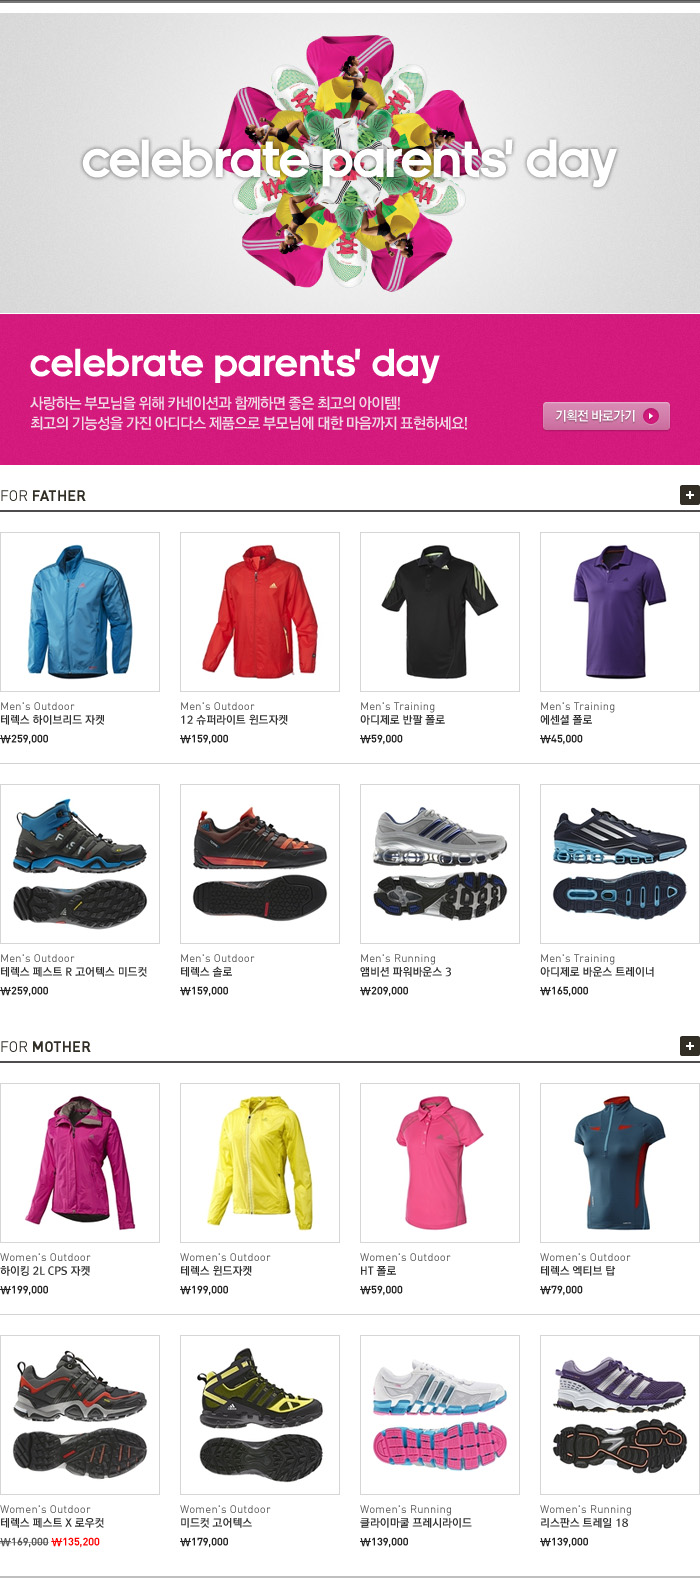 celebrate parents' day
celebrate parents' day
사랑하는 부모님을 위해 카네이션과 함께하면 좋은 최고의 아이템!
최고의 기능성을 가진 아디다스 제품으로 부모님에 대한 마음까지 표현하세요!
기획전 바로가기
FOR FATHER
Men's Outdoor
테렉스 하이브리드 자켓
₩259,000
Men's Outdoor
12 슈퍼라이트 윈드자켓
₩159,000
Men's Training
아디제로 반팔 폴로
₩59,000
Men's Training
에센셜 폴로
₩45,000
Men's Outdoor
테렉스 페스트 R 고어텍스 미드컷
₩259,000
Men's Outdoor
테렉스 솔로
₩159,000
Men's Running
앰비션 파워바운스 3
₩209,000
Men's Training
아디제로 바운스 트레이너
₩165,000
FOR MOTHER
Women's Outdoor
하이킹 2L CPS 자켓
₩199,000
Women's Outdoor
테렉스 윈드자켓
₩199,000
Women's Outdoor
HT 폴로
₩59,000
Women's Outdoor
테렉스 엑티브 탑
₩79,000
Women's Outdoor
테렉스 페스트 X 로우컷
₩169,000 ₩135,200
Women's Outdoor
미드컷 고어텍스
₩179,000
Women's Running
클라이마쿨 프레시라이드
₩139,000
Women's Running
리스판스 트레일 18
₩139,000